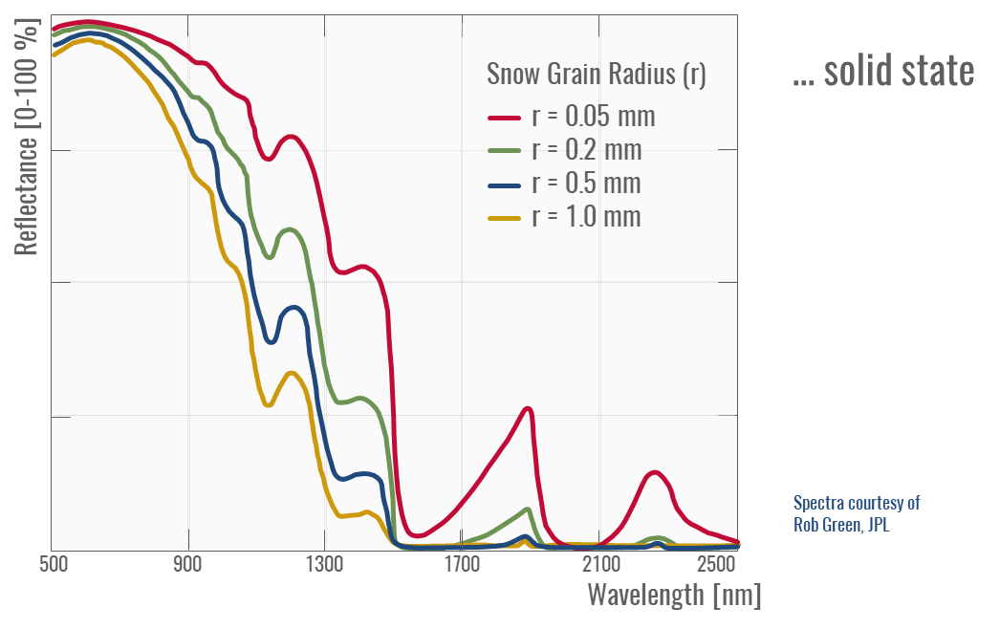 Reflectance [0-100 %]
Snow Grain Radius (r)
r = 0.05 mm
r = 0.2 mm
r = 0.5 mm
r = 1.0 mm
... solid state
Spectra courtesy of
Rob Green, JPL
500 900 1300 1700 2100 2500
Wavelength [nm]